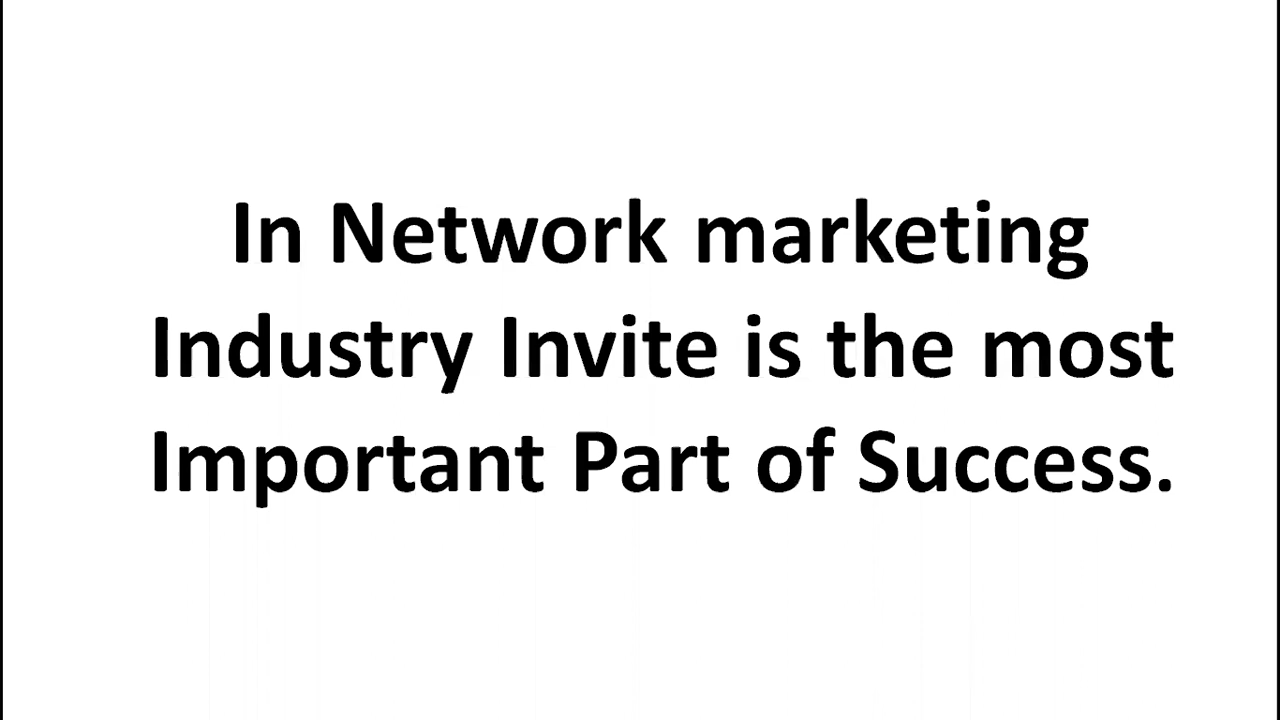 In Network marketing
Industry Invite is the most
Important Part of Success.